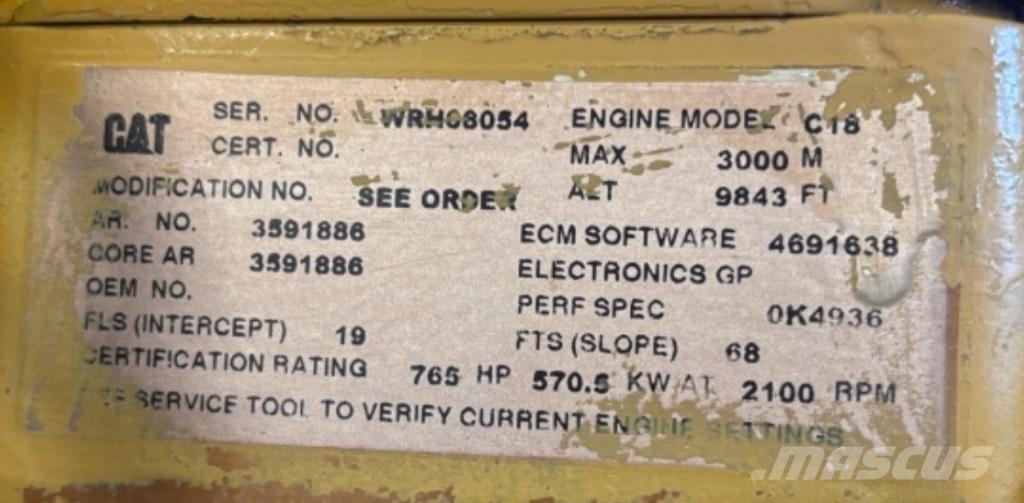 CAT
SER. NO. WRH08054 ENGINE MODEL C18
CERT. NO. MAX 3000 M
MODIFICATION NO. SEE ORDER ALT 9843 FT
AR. NO. 3591886 ECM SOFTWARE 4691638
CORE AR 3591886 ELECTRONICS GP
OEM NO. PERF SPEC 0K4936
FLS (INTERCEPT) 19 FTS (SLOPE) 68
CERTIFICATION RATING 765 HP 570.5 KW AT 2100 RPM
SERVICE TOOL TO VERIFY CURRENT ENGINE SETTINGS
.mascus